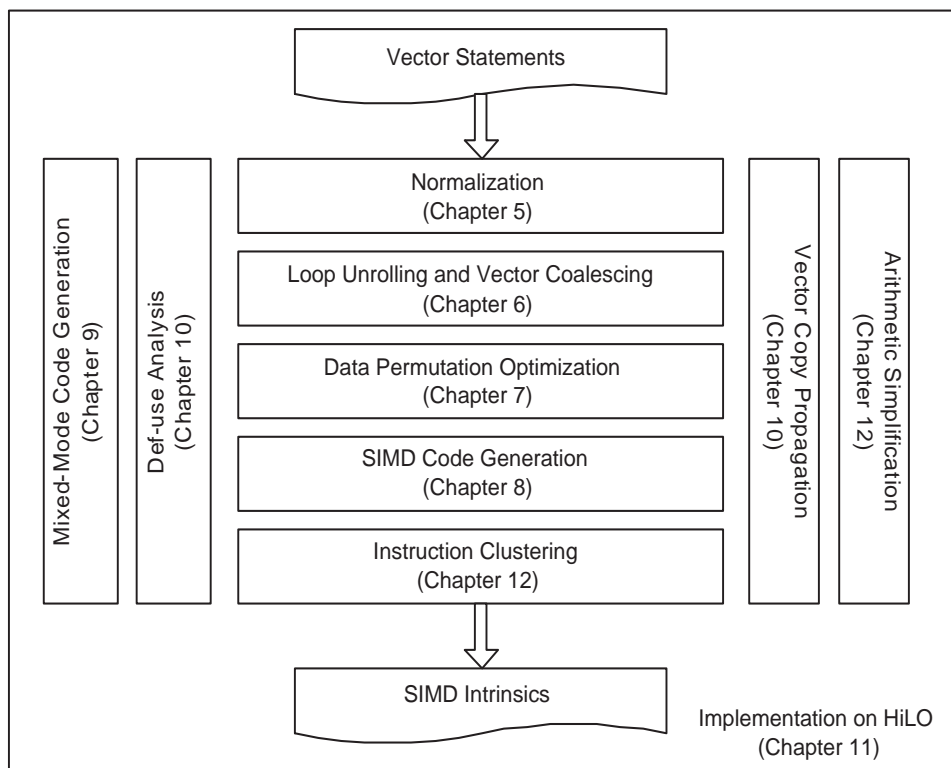 Vector Statements
Mixed-Mode Code Generation
(Chapter 9)
Def-use Analysis
(Chapter 10)
Normalization
(Chapter 5)
Loop Unrolling and Vector Coalescing
(Chapter 6)
Data Permutation Optimization
(Chapter 7)
SIMD Code Generation
(Chapter 8)
Instruction Clustering
(Chapter 12)
Vector Copy Propagation
(Chapter 10)
Arithmetic Simplification
(Chapter 12)
SIMD Intrinsics
Implementation on HiLO
(Chapter 11)